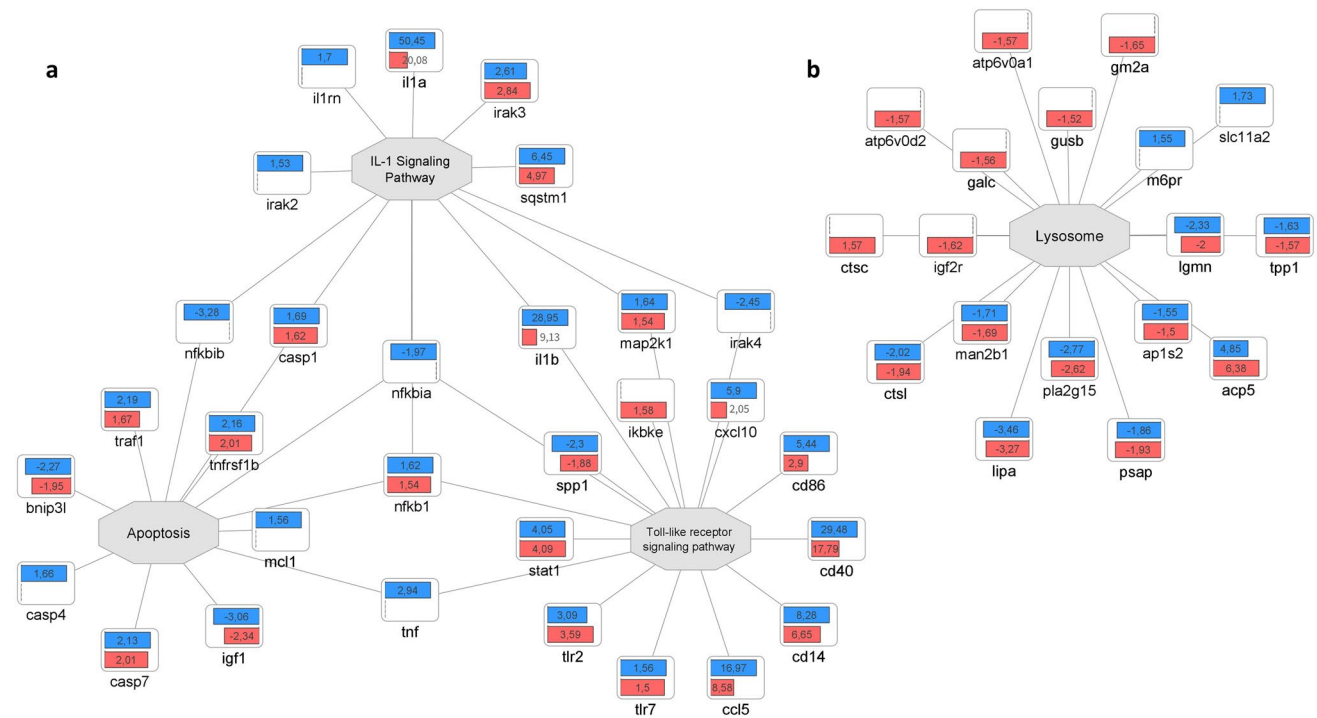 a
50,45
20,08
il1a
1,7
il1rn
2,61
2,84
irak3
1,53
irak2
IL-1 Signaling
Pathway
6,45
4,97
sqstm1
-3,28
nfkbib
1,69
1,62
casp1
-1,97
nfkbia
28,95
9,13
il1b
1,64
1,54
map2k1
-2,45
irak4
2,19
1,67
traf1
2,16
2,01
tnfrsf1b
1,58
ikbke
5,9
2,05
cxcl10
-2,27
-1,95
bnip3l
1,62
1,54
nfkb1
-2,3
-1,88
spp1
5,44
2,9
cd86
Apoptosis
1,56
mcl1
4,05
4,09
stat1
Toll-like receptor
signaling pathway
29,48
17,79
cd40
1,66
casp4
2,13
2,01
casp7
-3,06
-2,34
igf1
2,94
tnf
3,09
3,59
tlr2
1,56
1,5
tlr7
16,97
8,58
ccl5
8,28
6,65
cd14
b
-1,57
atp6v0a1
-1,65
gm2a
-1,57
atp6v0d2
-1,52
gusb
1,73
slc11a2
-1,56
galc
1,55
m6pr
1,57
ctsc
-1,62
igf2r
Lysosome
-2,33
-2
lgmn
-1,63
-1,57
tpp1
-2,02
-1,94
ctsl
-1,71
-1,69
man2b1
-2,77
-2,62
pla2g15
-1,55
-1,5
ap1s2
4,85
6,38
acp5
-3,46
-3,27
lipa
-1,86
-1,93
psap